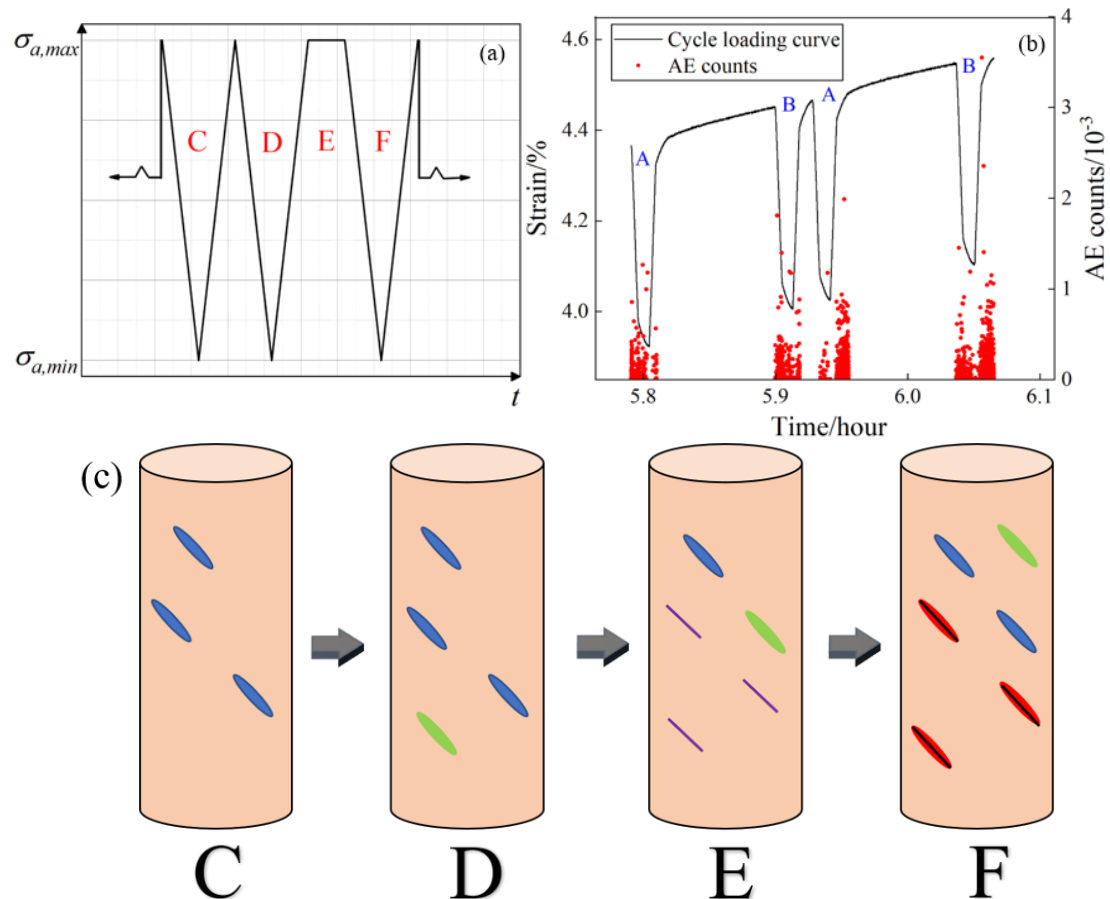 (a)
σa,max
C D E F
σa,min
t
(b)
Cycle loading curve
AE counts
A B A B
Strain/%
4.6
4.4
4.2
4.0
AE counts/10-3
4
3
2
1
0
5.8 5.9 6.0 6.1
Time/hour
(c)
C D E F